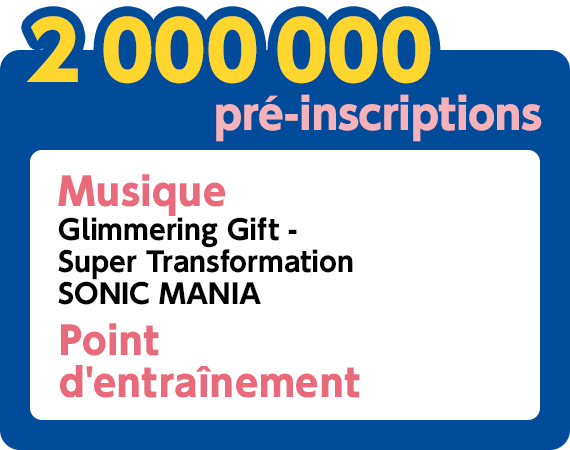 2 000 000
pré-inscriptions
Musique
Glimmering Gift -
Super Transformation
SONIC MANIA
Point
d'entraînement